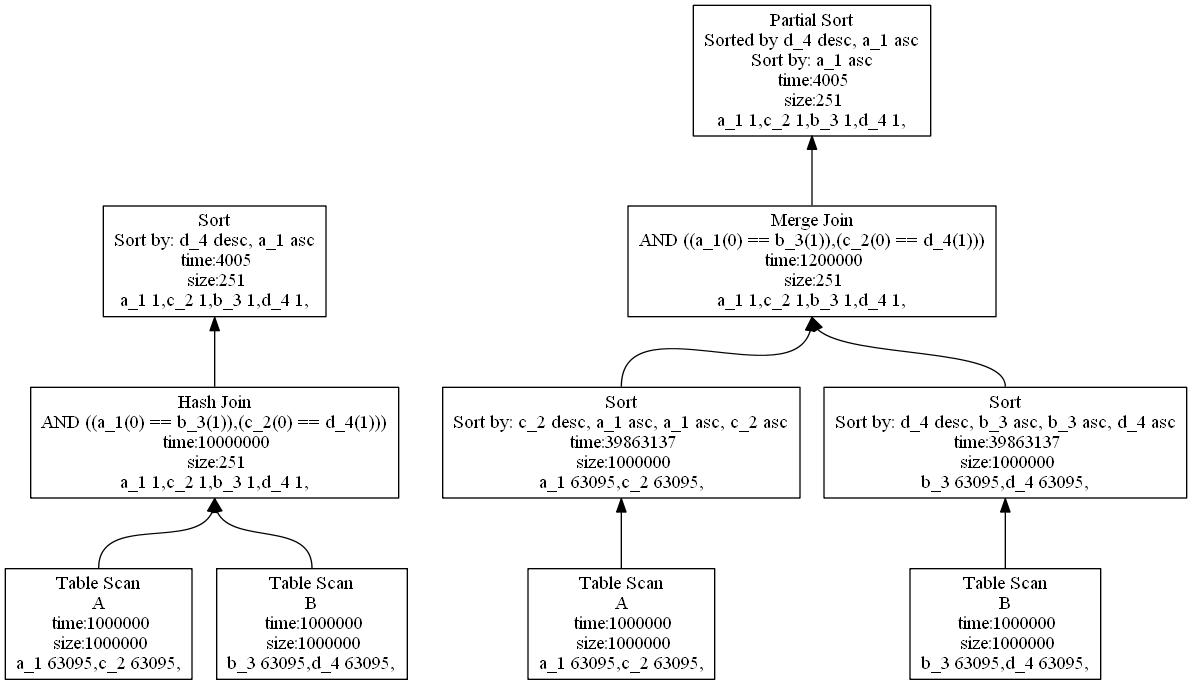 Partial Sort
Sorted by d_4 desc, a_1 asc
Sort by: a_1 asc
time:4005
size:251
a_1 1,c_2 1,b_3 1,d_4 1,
Sort
Sort by: d_4 desc, a_1 asc
time:4005
size:251
a_1 1,c_2 1,b_3 1,d_4 1,
Merge Join
AND ((a_1(0) == b_3(1)),(c_2(0) == d_4(1)))
time:1200000
size:251
a_1 1,c_2 1,b_3 1,d_4 1,
Hash Join
AND ((a_1(0) == b_3(1)),(c_2(0) == d_4(1)))
time:10000000
size:251
a_1 1,c_2 1,b_3 1,d_4 1,
Sort
Sort by: c_2 desc, a_1 asc, a_1 asc, c_2 asc
time:39863137
size:1000000
a_1 63095,c_2 63095,
Sort
Sort by: d_4 desc, b_3 asc, b_3 asc, d_4 asc
time:39863137
size:1000000
b_3 63095,d_4 63095,
Table Scan
A
time:1000000
size:1000000
a_1 63095,c_2 63095,
Table Scan
B
time:1000000
size:1000000
b_3 63095,d_4 63095,
Table Scan
A
time:1000000
size:1000000
a_1 63095,c_2 63095,
Table Scan
B
time:1000000
size:1000000
b_3 63095,d_4 63095,